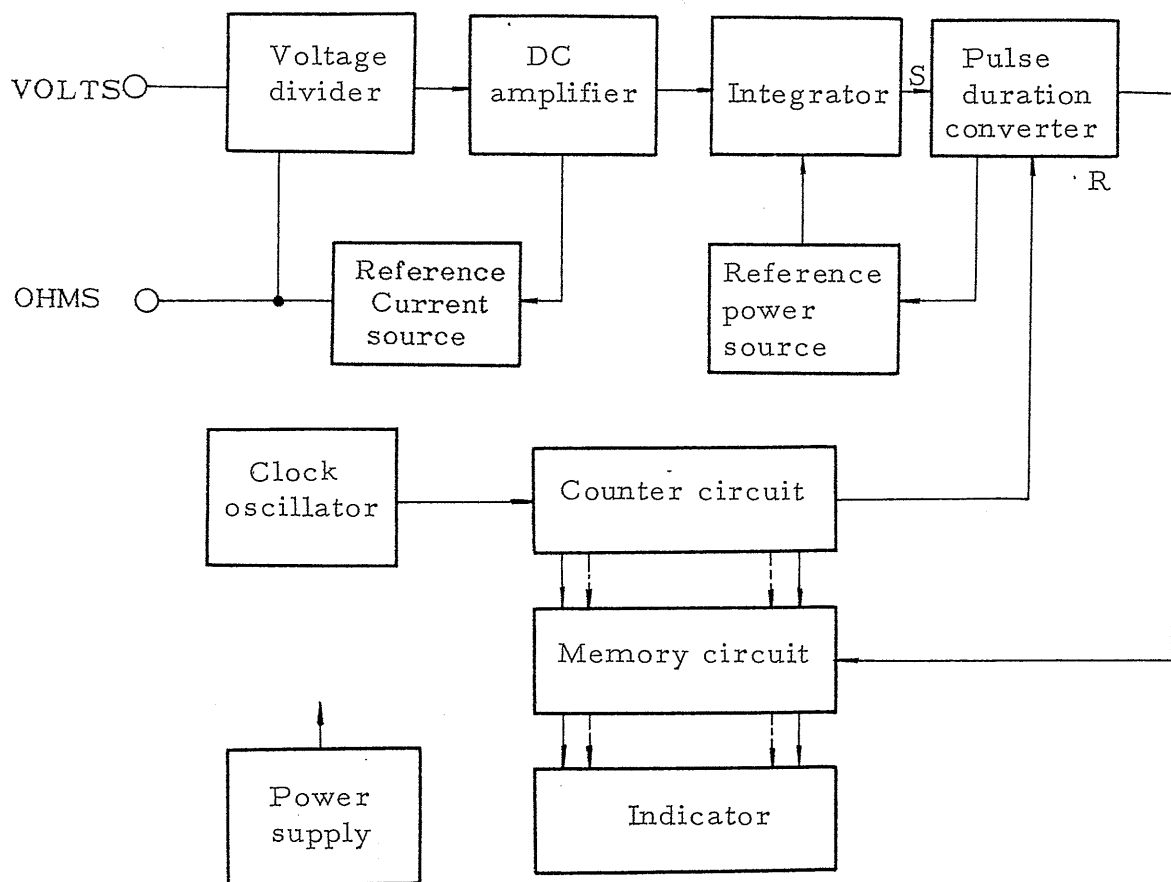 VOLTS
Voltage
divider
DC
amplifier
Integrator
S
Pulse
duration
converter
R
OHMS
Reference
Current
source
Reference
power
source
Clock
oscillator
Counter circuit
Memory circuit
Power
supply
Indicator